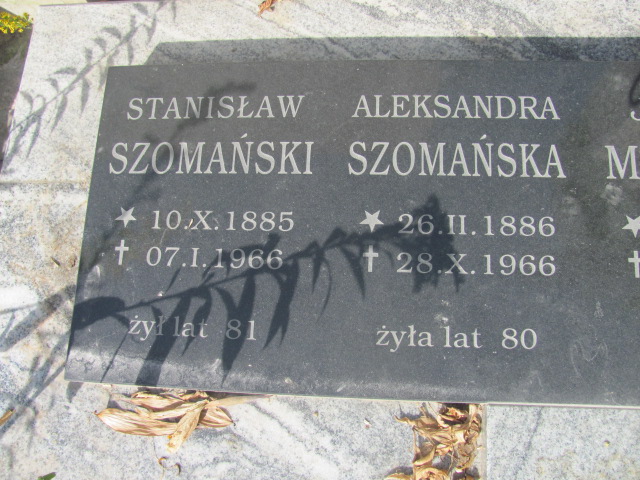 STANISŁAW
SZOMAŃSKI
★ 10.X.1885
† 07.I.1966
żył lat 81
ALEKSANDRA
SZOMAŃSKA
★ 26.II.1886
† 28.X.1966
żyła lat 80